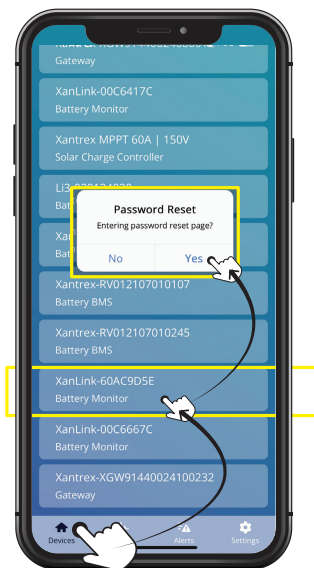 Gateway
XanLink-00C6417C
Battery Monitor
Xantrex MPPT 60A | 150V
Solar Charge Controller
Password Reset
Entering password reset page?
No
Yes
Xantrex-RV012107010107
Battery BMS
Xantrex-RV012107010245
Battery BMS
XanLink-60AC9D5E
Battery Monitor
XanLink-00C6667C
Battery Monitor
Xantrex-XGW91440024100232
Gateway
Devices
Alerts
Settings